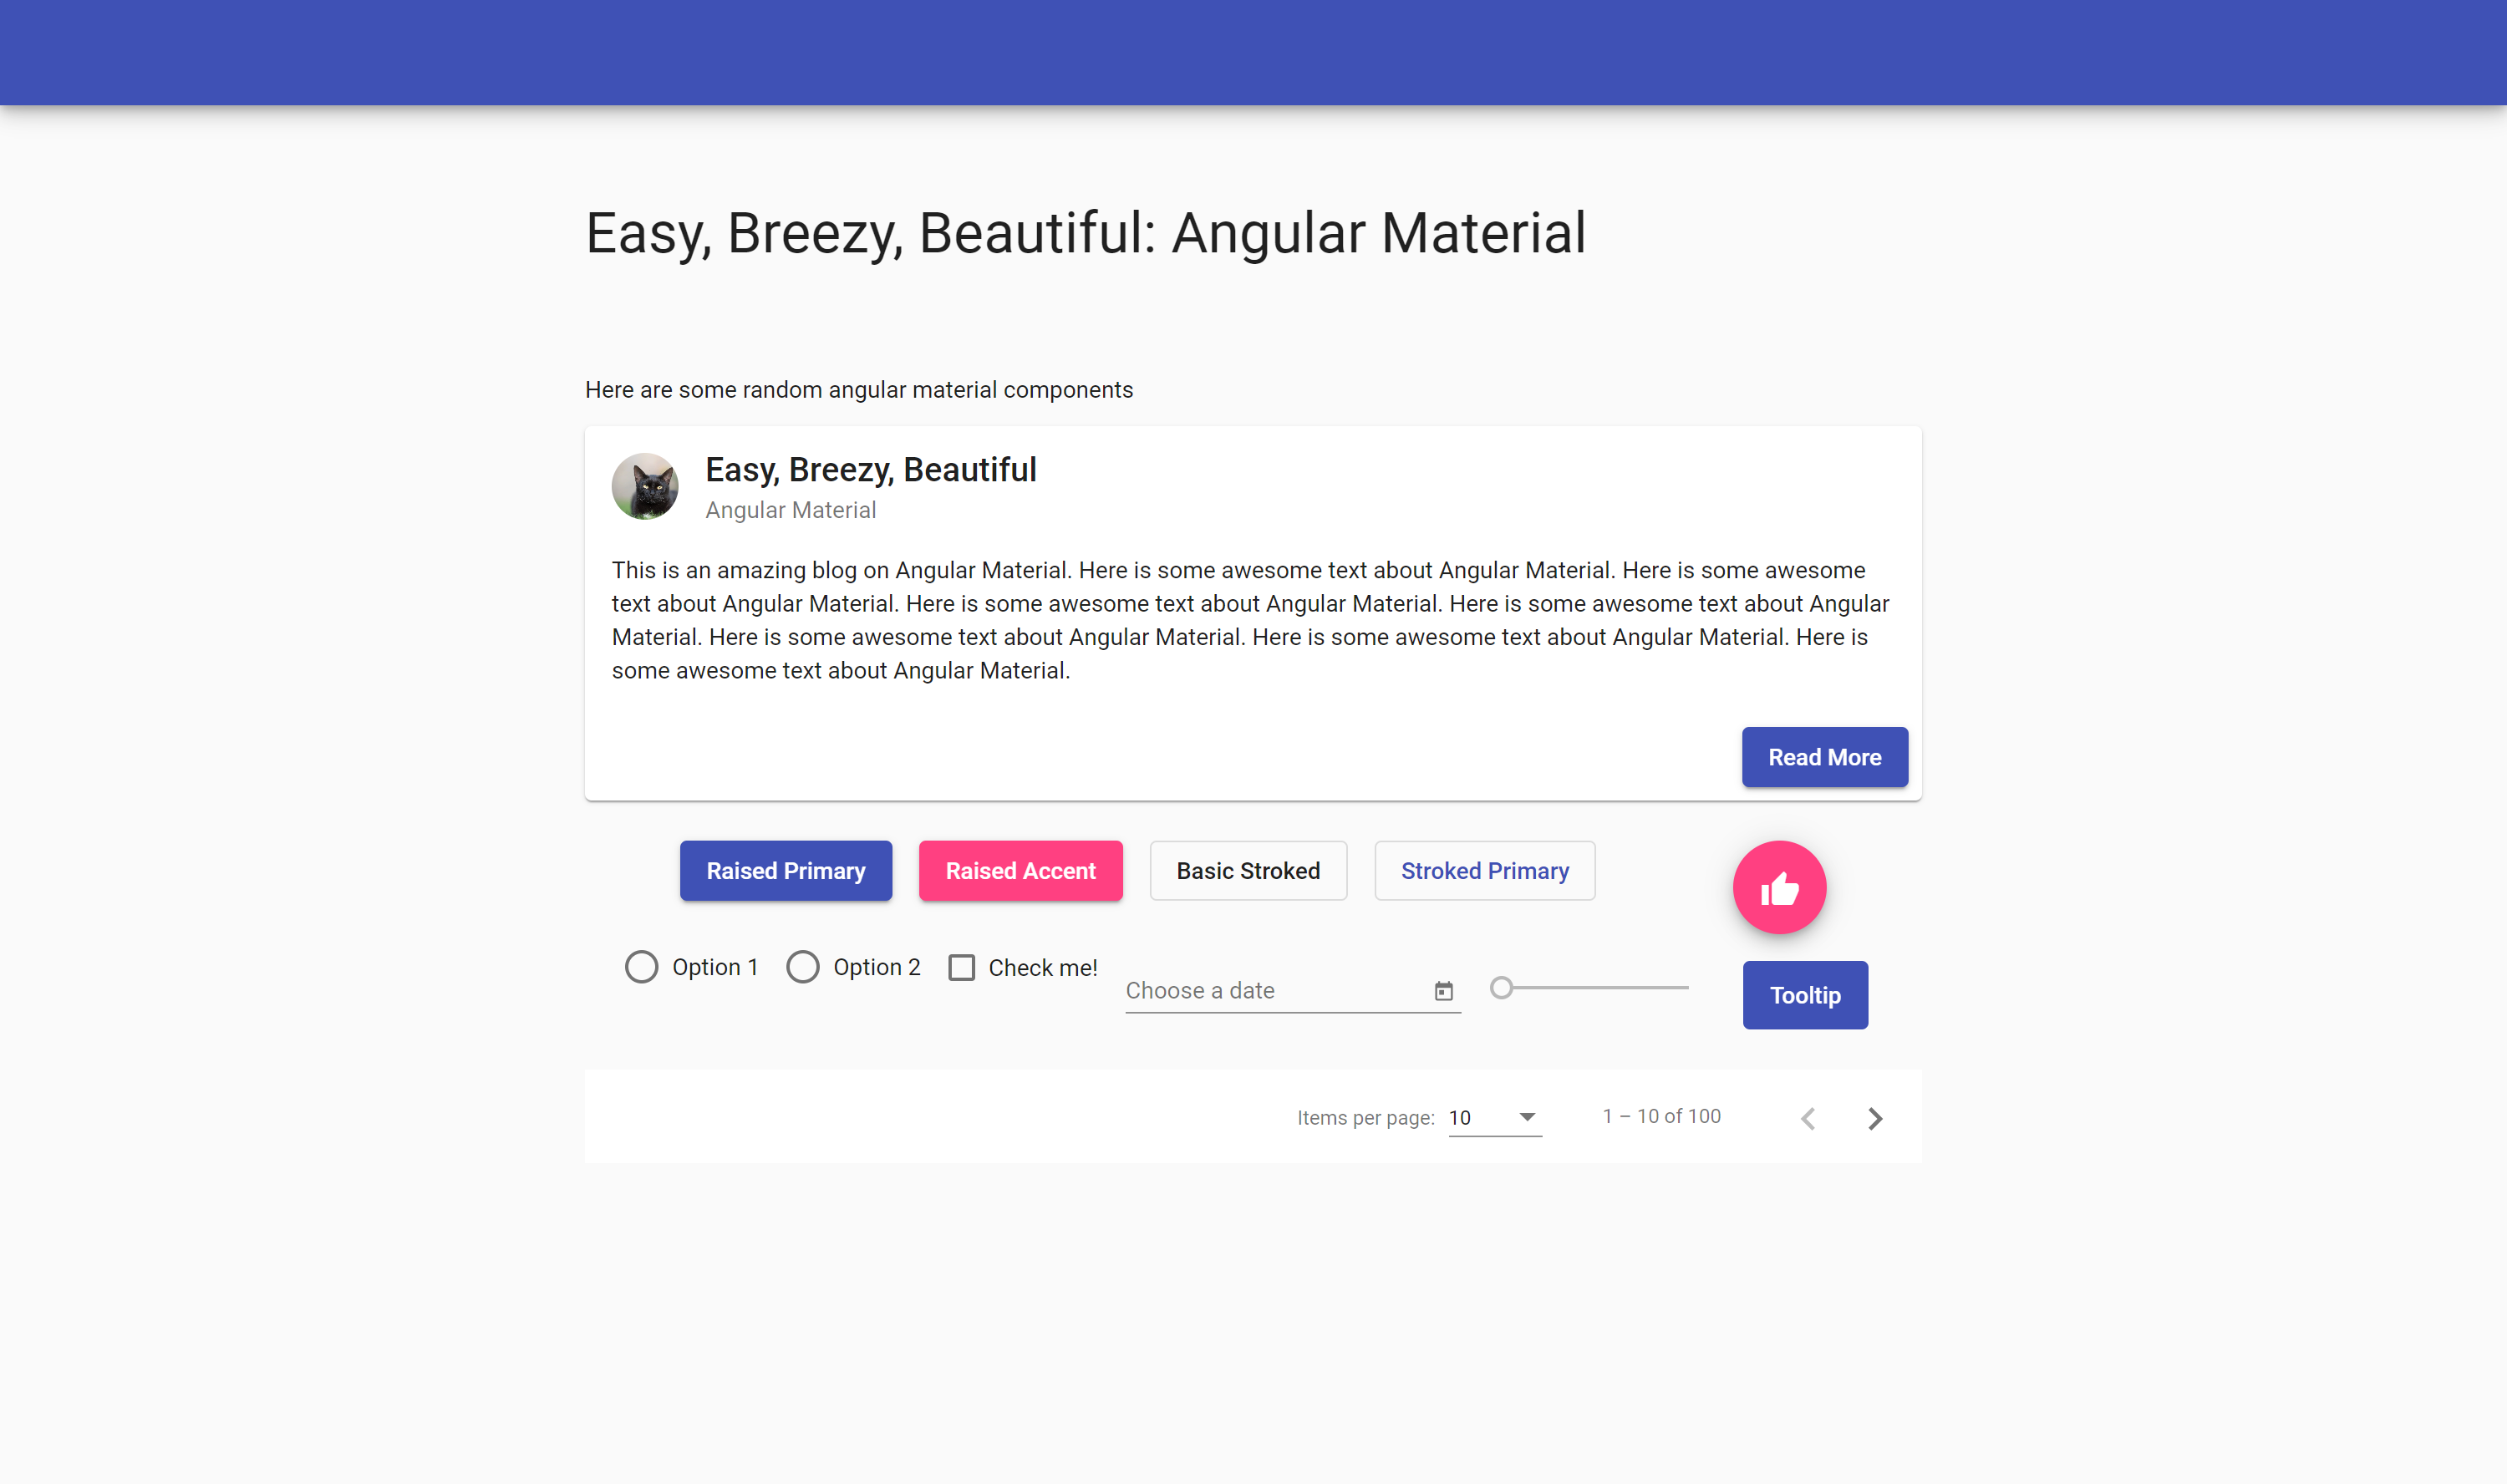 Easy, Breezy, Beautiful: Angular Material
Here are some random angular material components
Easy, Breezy, Beautiful
Angular Material
This is an amazing blog on Angular Material. Here is some awesome text about Angular Material. Here is some awesome
text about Angular Material. Here is some awesome text about Angular Material. Here is some awesome text about Angular
Material. Here is some awesome text about Angular Material. Here is some awesome text about Angular Material. Here is
some awesome text about Angular Material.
Read More
Raised Primary Raised Accent Basic Stroked Stroked Primary
Option 1 Option 2 Check me! Choose a date Tooltip
Items per page: 10 1 – 10 of 100